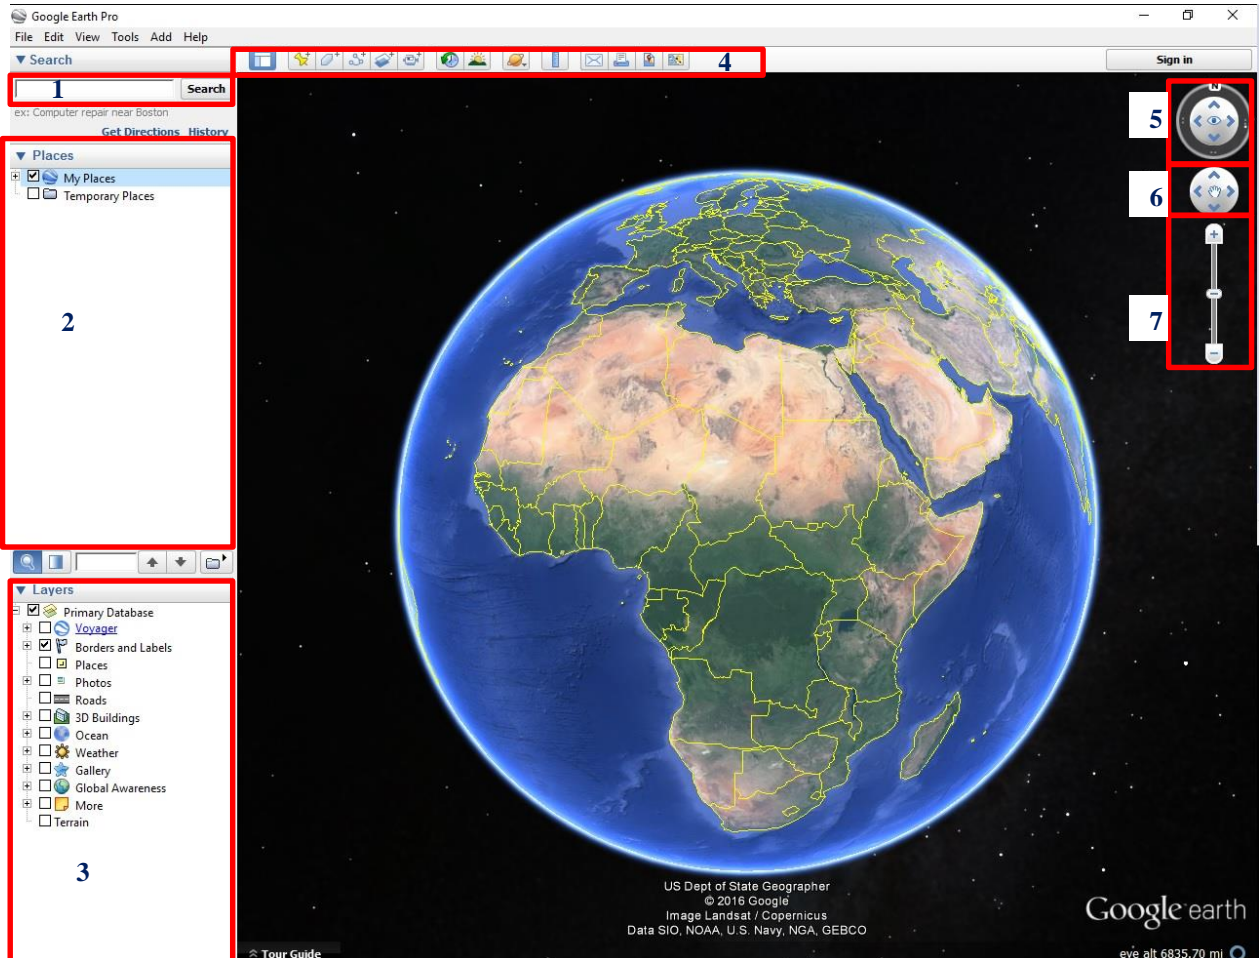 Google Earth Pro
File Edit View Tools Add Help
Search
4
Sign in
1
Search
ex: Computer repair near Boston
Get Directions History
N
5
Places
My Places
Temporary Places
6
2
7
Layers
Primary Database
Voyager
Borders and Labels
Places
Photos
Roads
3D Buildings
Ocean
Weather
Gallery
Global Awareness
More
Terrain
3
US Dept of State Geographer
© 2016 Google
Image Landsat / Copernicus
Data SIO, NOAA, U.S. Navy, NGA, GEBCO
Google earth
Tour Guide
eye alt 6835.70 mi